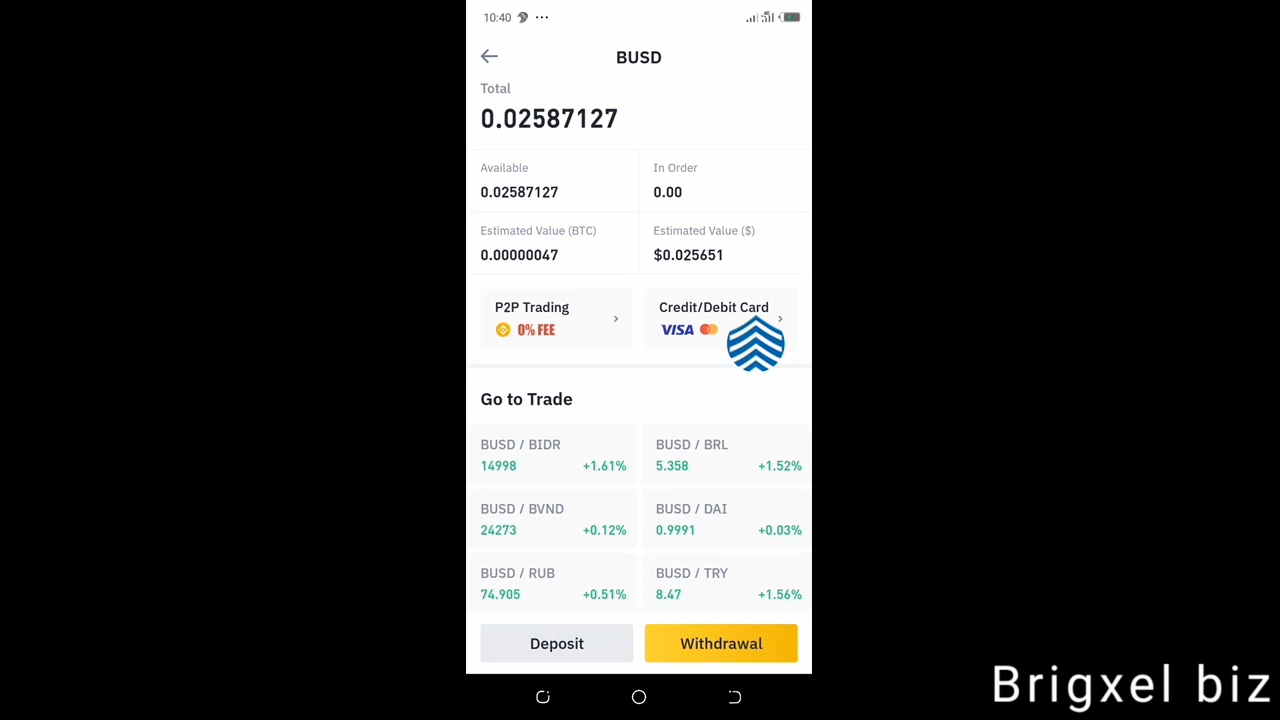 10:40
BUSD
Total
0.02587127
Available
In Order
0.02587127
0.00
Estimated Value (BTC)
Estimated Value ($)
0.00000047
$0.025651
P2P Trading
Credit/Debit Card
0% FEE
VISA
Go to Trade
BUSD / BIDR
BUSD / BRL
14998 +1.61%
5.358 +1.52%
BUSD / BVND
BUSD / DAI
24273 +0.12%
0.9991 +0.03%
BUSD / RUB
BUSD / TRY
74.905 +0.51%
8.47 +1.56%
Deposit
Withdrawal
Brigxel biz